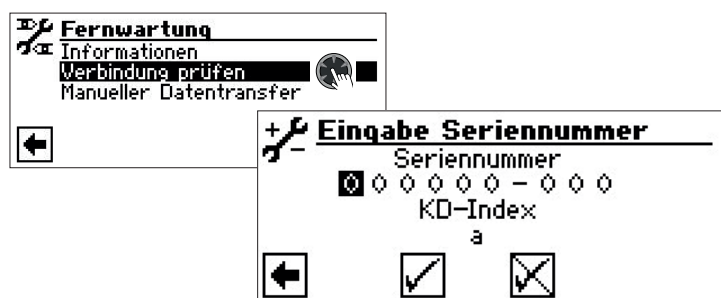 Fernwartung
Informationen
Verbindung prüfen
Manueller Datentransfer
Eingabe Seriennummer
Seriennummer
0 0 0 0 0 0 - 0 0 0
KD-Index
a